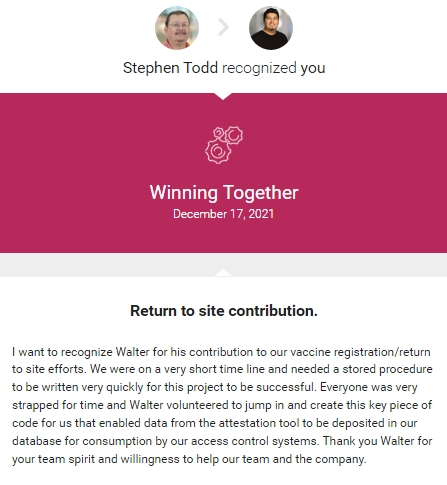 Stephen Todd recognized you
Winning Together
December 17, 2021
Return to site contribution.
I want to recognize Walter for his contribution to our vaccine registration/return
to site efforts. We were on a very short time line and needed a stored procedure
to be written very quickly for this project to be successful. Everyone was very
strapped for time and Walter volunteered to jump in and create this key piece of
code for us that enabled data from the attestation tool to be deposited in our
database for consumption by our access control systems. Thank you Walter for
your team spirit and willingness to help our team and the company.